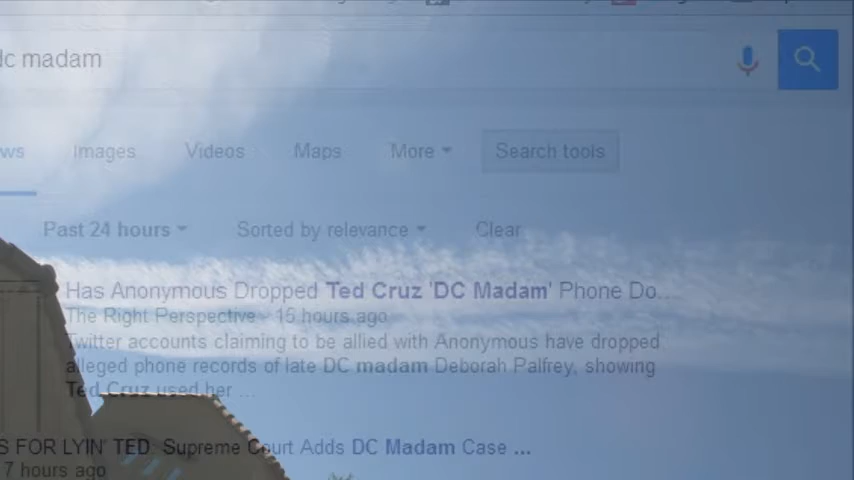 dc madam
ws Images Videos Maps More Search tools
Past 24 hours Sorted by relevance Clear
Has Anonymous Dropped Ted Cruz 'DC Madam' Phone Do...
The Right Perspective - 15 hours ago
Twitter accounts claiming to be allied with Anonymous have dropped
alleged phone records of late DC madam Deborah Palfrey, showing
Ted Cruz used her ...
S FOR LYIN' TED: Supreme Court Adds DC Madam Case ...
7 hours ago